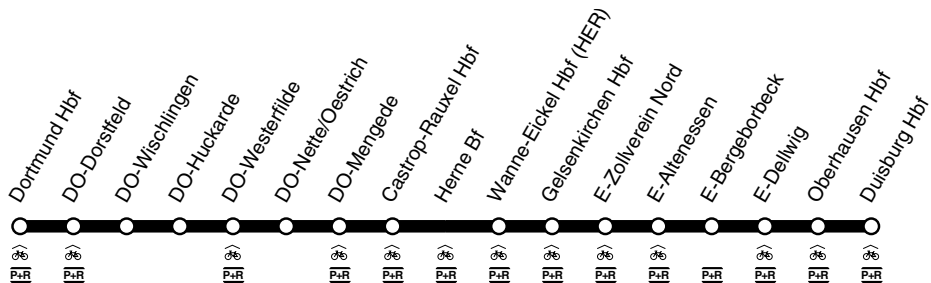 Dortmund Hbf
DO-Dorstfeld
DO-Wischlingen
DO-Huckarde
DO-Westerfilde
DO-Nette/Oestrich
DO-Mengede
Castrop-Rauxel Hbf
Herne Bf
Wanne-Eickel Hbf (HER)
Gelsenkirchen Hbf
E-Zollverein Nord
E-Altenessen
E-Bergeborbeck
E-Dellwig
Oberhausen Hbf
Duisburg Hbf
P+R P+R P+R P+R P+R P+R P+R P+R P+R P+R P+R P+R P+R P+R